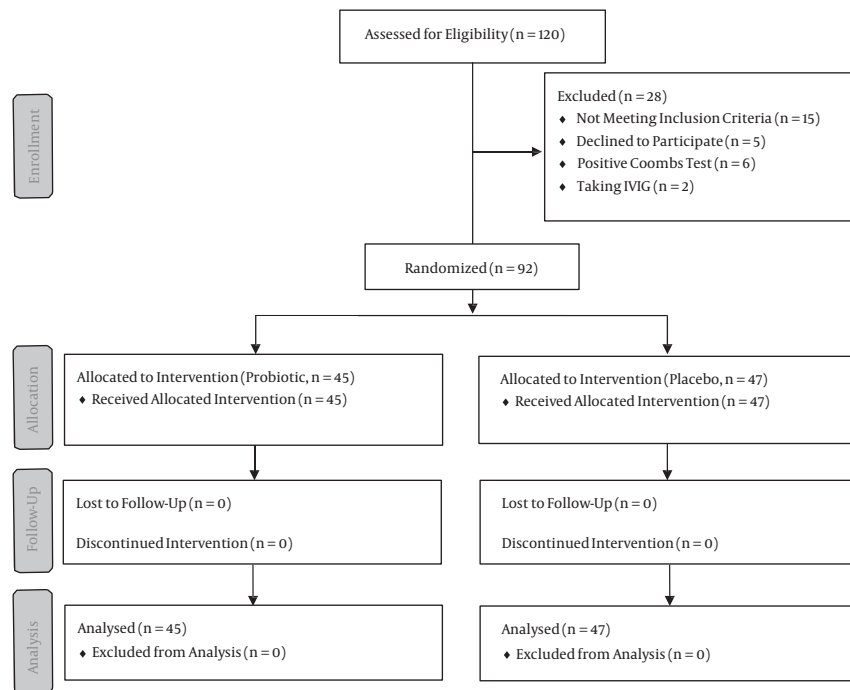 Assessed for Eligibility (n = 120)
Enrollment
Excluded (n = 28)
♦ Not Meeting Inclusion Criteria (n = 15)
♦ Declined to Participate (n = 5)
♦ Positive Coombs Test (n = 6)
♦ Taking IVIG (n = 2)
Randomized (n = 92)
Allocation
Allocated to Intervention (Probiotic, n = 45)
♦ Received Allocated Intervention (n = 45)
Allocated to Intervention (Placebo, n = 47)
♦ Received Allocated Intervention (n = 47)
Follow-Up
Lost to Follow-Up (n = 0)
Discontinued Intervention (n = 0)
Lost to Follow-Up (n = 0)
Discontinued Intervention (n = 0)
Analysis
Analysed (n = 45)
♦ Excluded from Analysis (n = 0)
Analysed (n = 47)
♦ Excluded from Analysis (n = 0)